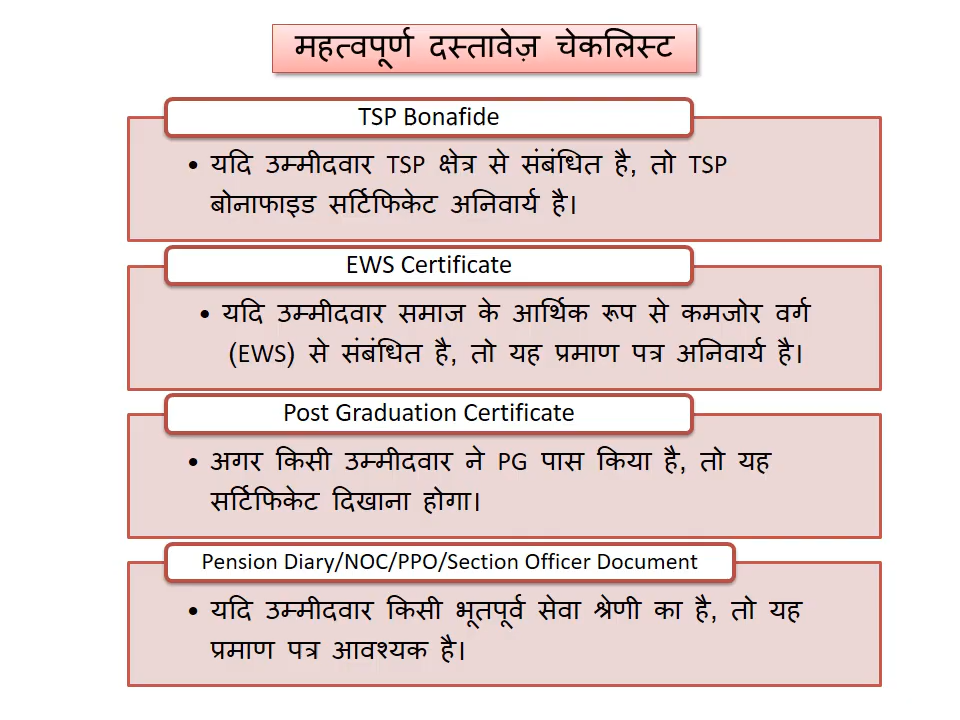 महत्वपूर्ण दस्तावेज़ चेकलिस्ट
TSP Bonafide
• यदि उम्मीदवार TSP क्षेत्र से संबंधित है, तो TSP
बोनाफाइड सर्टिफिकेट अनिवार्य है।
EWS Certificate
• यदि उम्मीदवार समाज के आर्थिक रूप से कमजोर वर्ग
(EWS) से संबंधित है, तो यह प्रमाण पत्र अनिवार्य है।
Post Graduation Certificate
• अगर किसी उम्मीदवार ने PG पास किया है, तो यह
सर्टिफिकेट दिखाना होगा।
Pension Diary/NOC/PPO/Section Officer Document
• यदि उम्मीदवार किसी भूतपूर्व सेवा श्रेणी का है, तो यह
प्रमाण पत्र आवश्यक है।